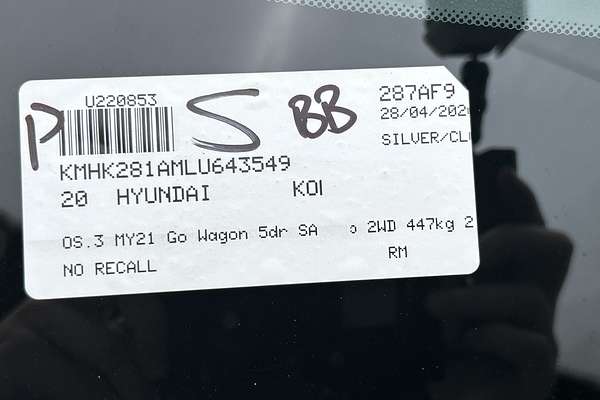 U220853
P S BB
287AF9
28/04/202
SILVER/CL
KMHK281AMLU643549
20 HYUNDAI KO
OS.3 MY21 Go Wagon 5dr SA o 2WD 447kg 2
NO RECALL RM